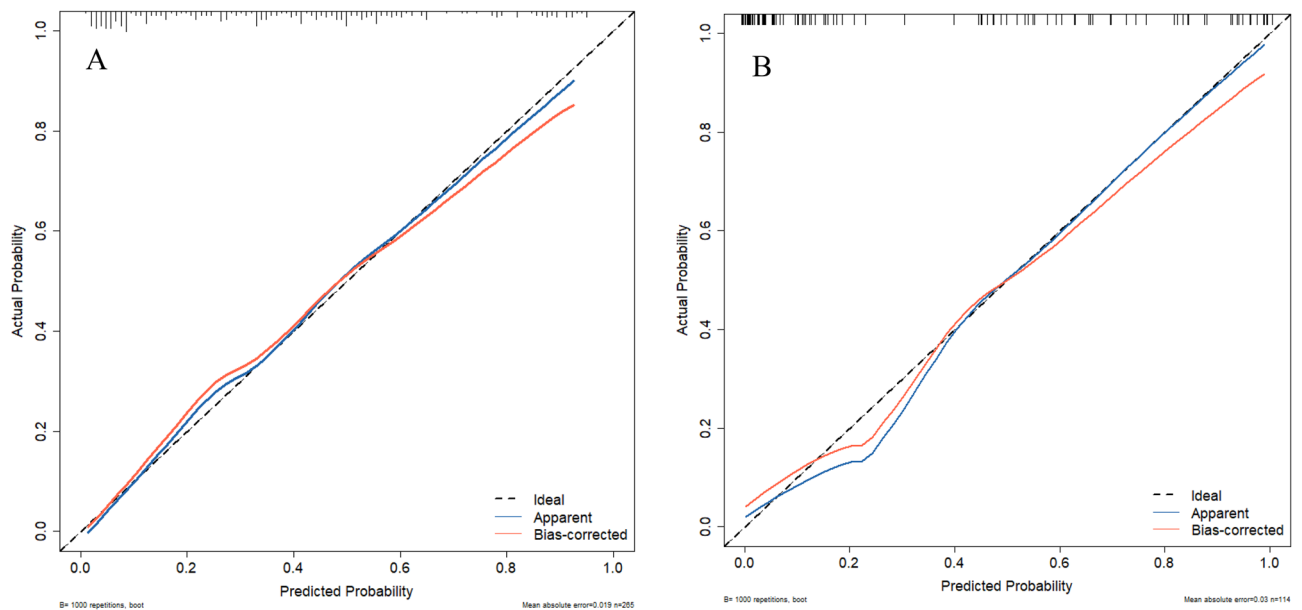 A
1.0
0.8
0.6
0.4
0.2
0.0
Actual Probability
Ideal
Apparent
Bias-corrected
0.0 0.2 0.4 0.6 0.8 1.0
Predicted Probability
B= 1000 repetitions, boot
Mean absolute error=0.019 n=265
B
1.0
0.8
0.6
0.4
0.2
0.0
Actual Probability
Ideal
Apparent
Bias-corrected
0.0 0.2 0.4 0.6 0.8 1.0
Predicted Probability
B= 1000 repetitions, boot
Mean absolute error=0.03 n=114